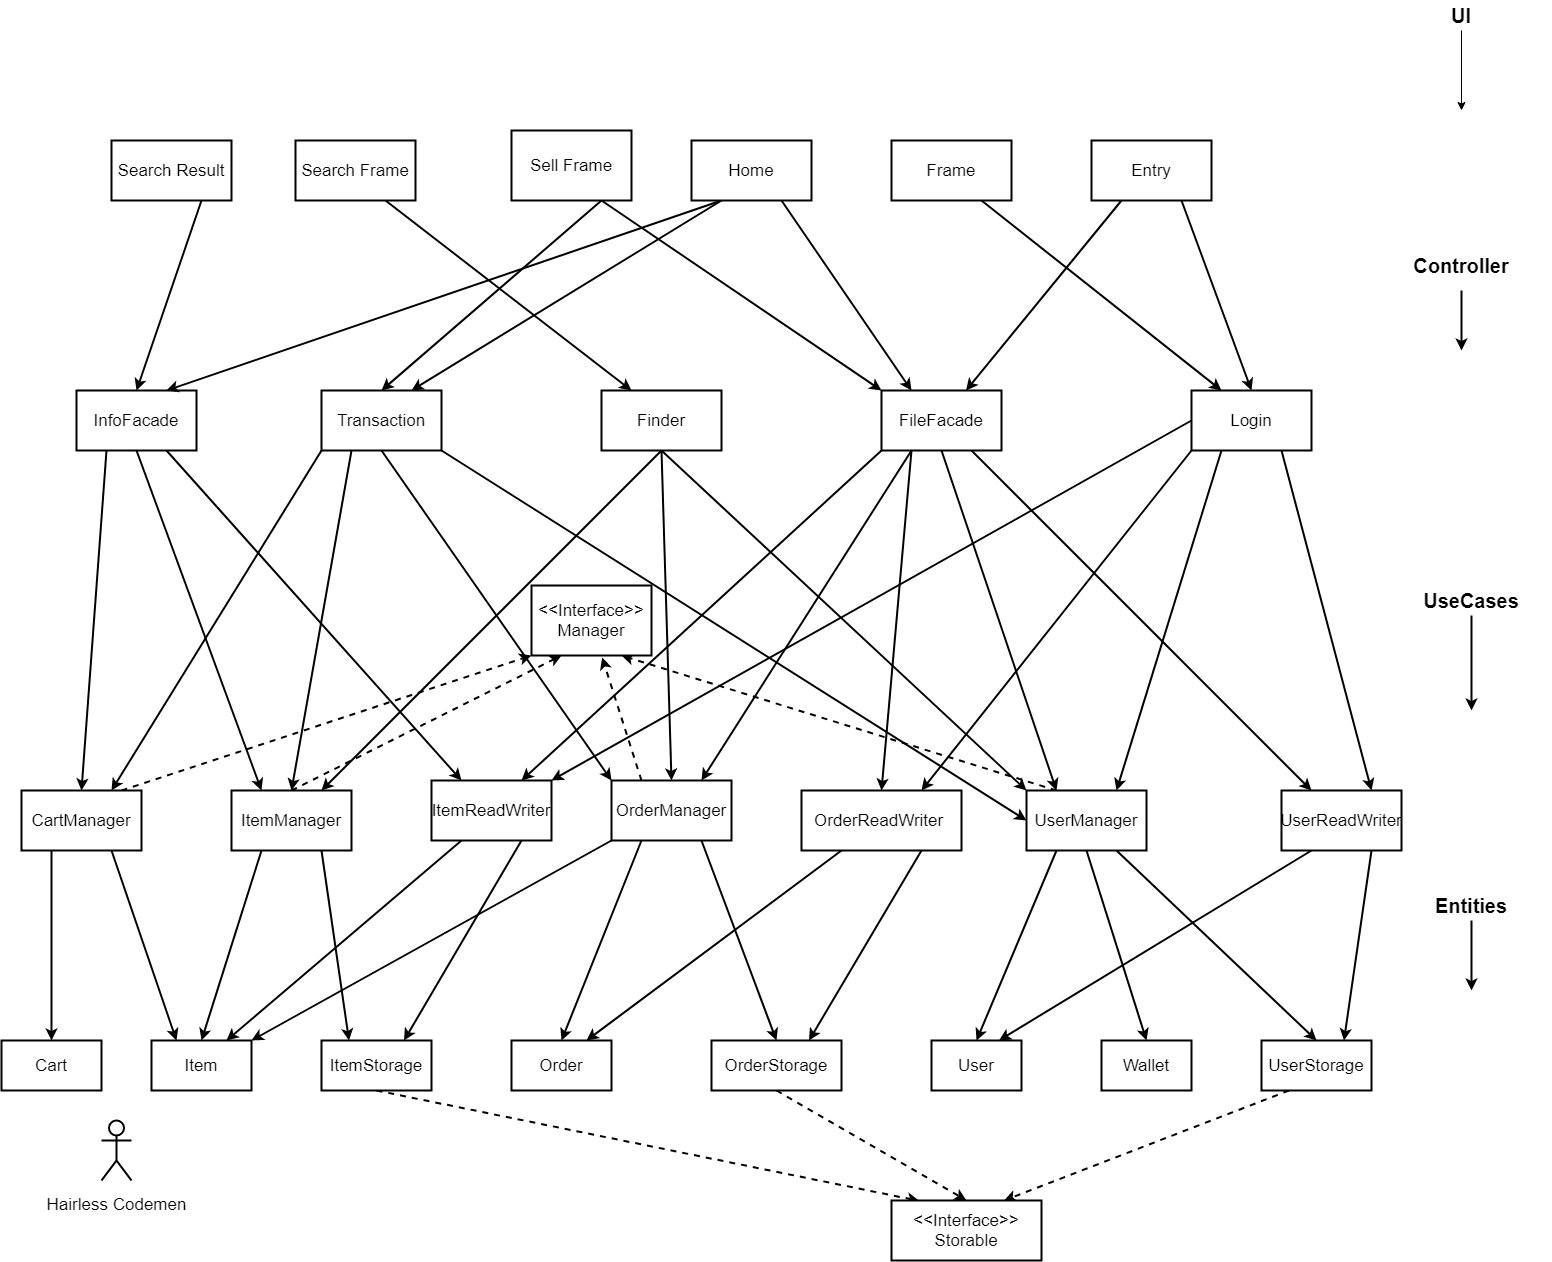 UI
Search Result
Search Frame
Sell Frame
Home
Frame
Entry
Controller
InfoFacade
Transaction
Finder
FileFacade
Login
UseCases
<<Interface>>
Manager
CartManager
ItemManager
ItemReadWriter
OrderManager
OrderReadWriter
UserManager
UserReadWriter
Entities
Cart
Item
ItemStorage
Order
OrderStorage
User
Wallet
UserStorage
Hairless Codemen
<<Interface>>
Storable